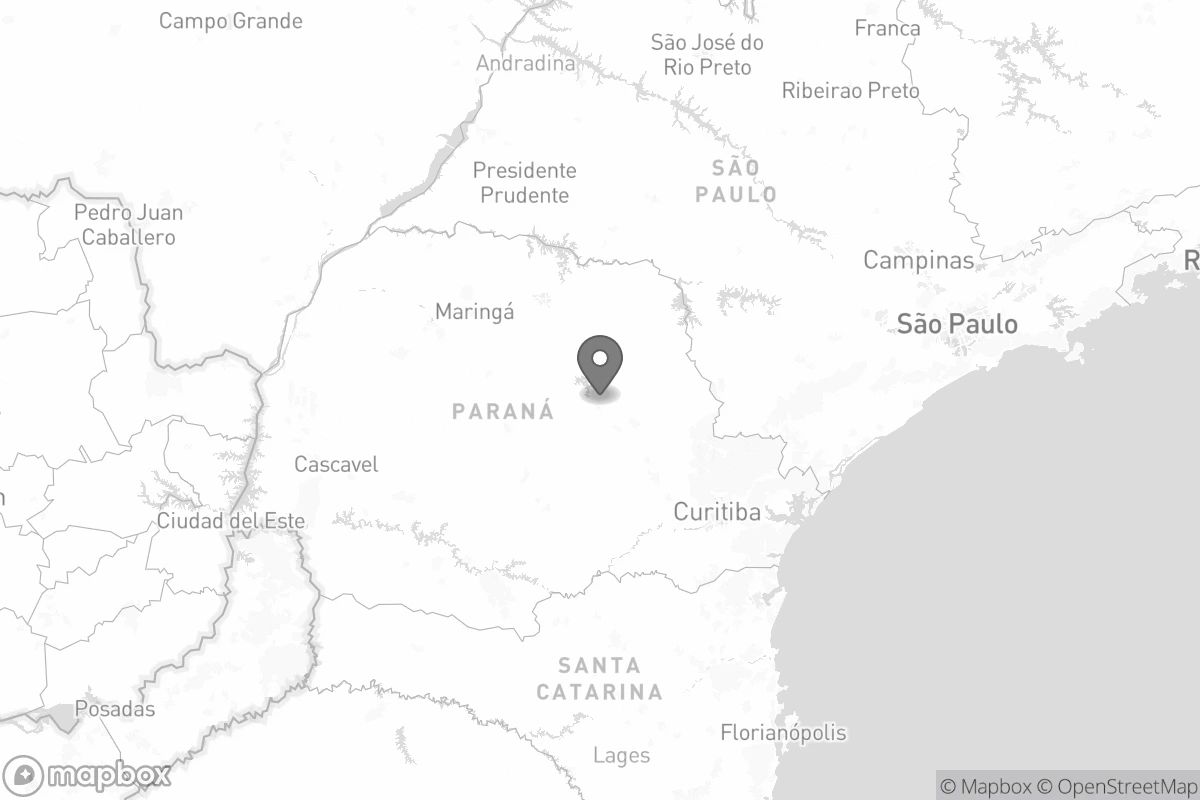 Campo Grande
Franca
São José do
Rio Preto
Andradina
Ribeirao Preto
Presidente
Prudente
SÃO
PAULO
Pedro Juan
Caballero
Campinas
R
Maringá
São Paulo
PARANÁ
Cascavel
n
Curitiba
Ciudad del Este
SANTA
CATARINA
Posadas
Florianópolis
Lages
mapbox
© Mapbox © OpenStreetMap